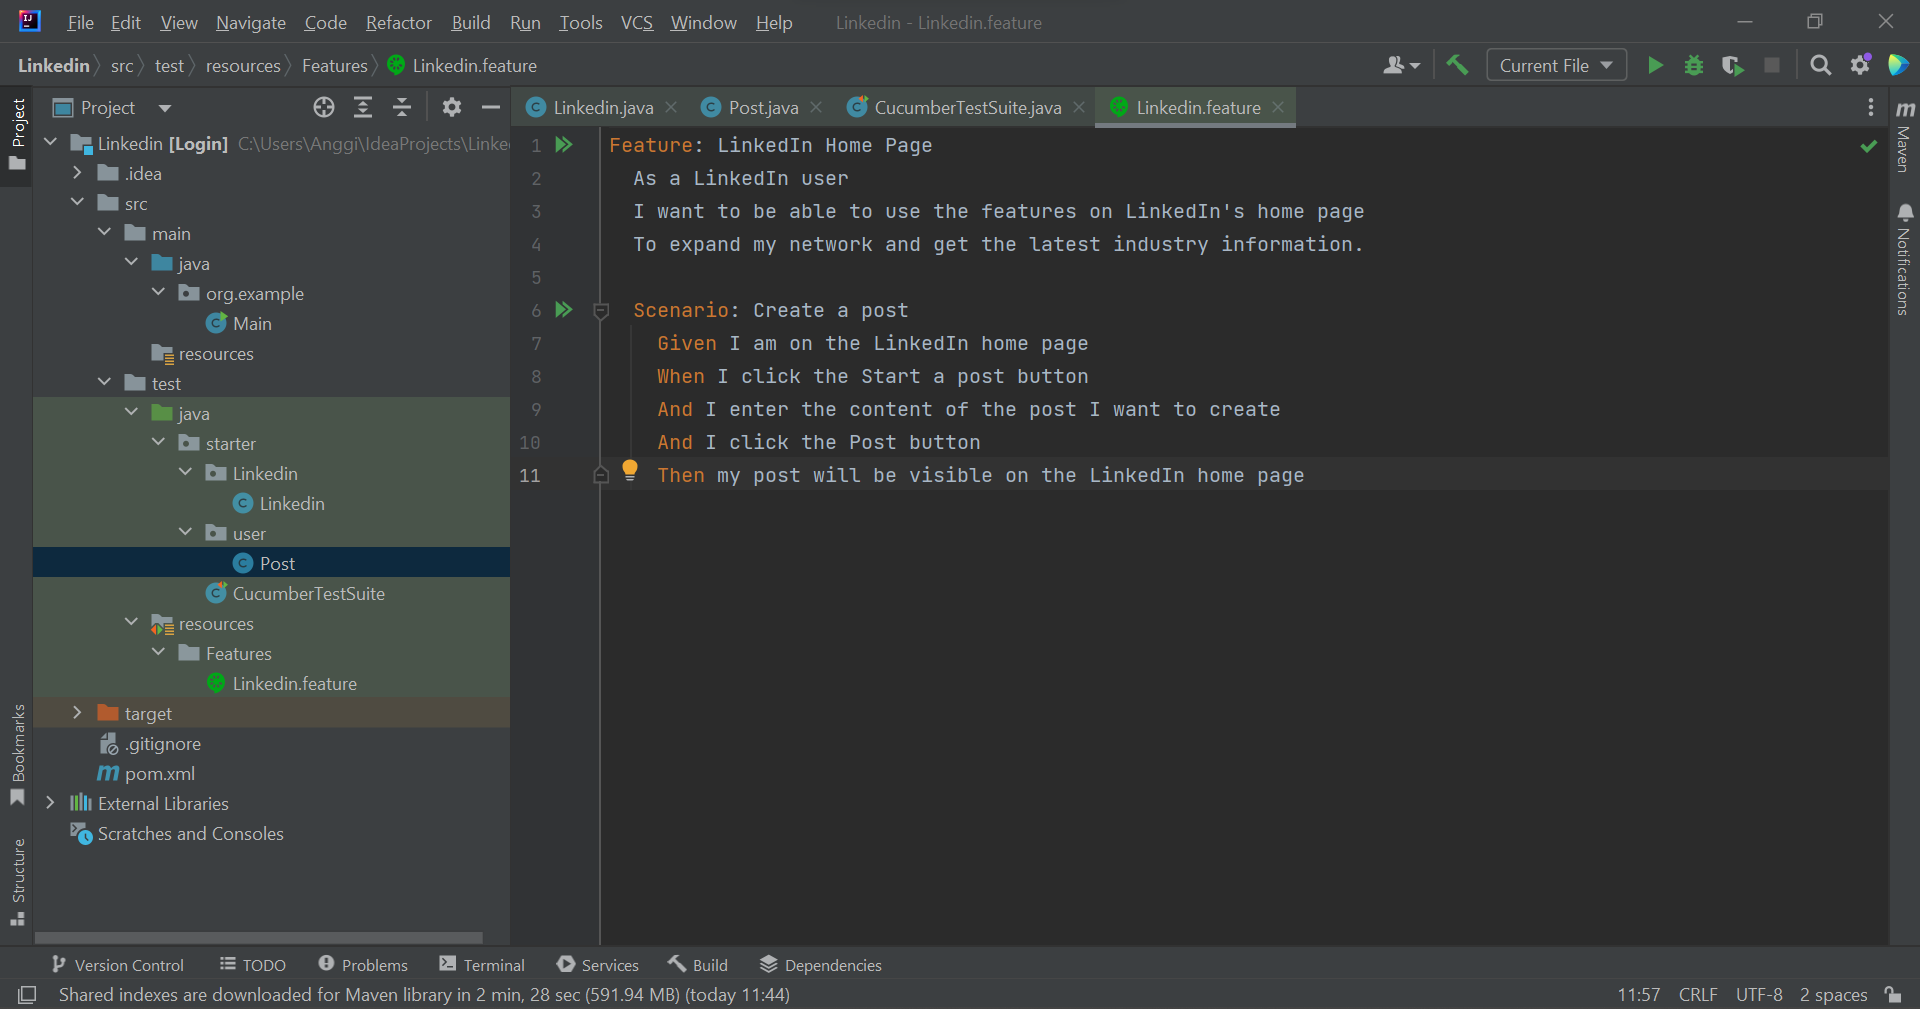 File Edit View Navigate Code Refactor Build Run Tools VCS Window Help Linkedin - Linkedin.feature
Linkedin src test resources Features Linkedin.feature Current File
Project
Project
Linkedin.java Post.java CucumberTestSuite.java Linkedin.feature
Linkedin [Login] C:\Users\Anggi\IdeaProjects\Linke
.idea
src
main
java
org.example
Main
resources
test
java
starter
Linkedin
Linkedin
user
Post
CucumberTestSuite
resources
Features
Linkedin.feature
target
.gitignore
pom.xml
External Libraries
Scratches and Consoles
Bookmarks
Structure
1 Feature: LinkedIn Home Page
2 As a LinkedIn user
3 I want to be able to use the features on LinkedIn's home page
4 To expand my network and get the latest industry information.
5
6 Scenario: Create a post
7 Given I am on the LinkedIn home page
8 When I click the Start a post button
9 And I enter the content of the post I want to create
10 And I click the Post button
11 Then my post will be visible on the LinkedIn home page
Maven
Notifications
Version Control TODO Problems Terminal Services Build Dependencies
Shared indexes are downloaded for Maven library in 2 min, 28 sec (591.94 MB) (today 11:44) 11:57 CRLF UTF-8 2 spaces